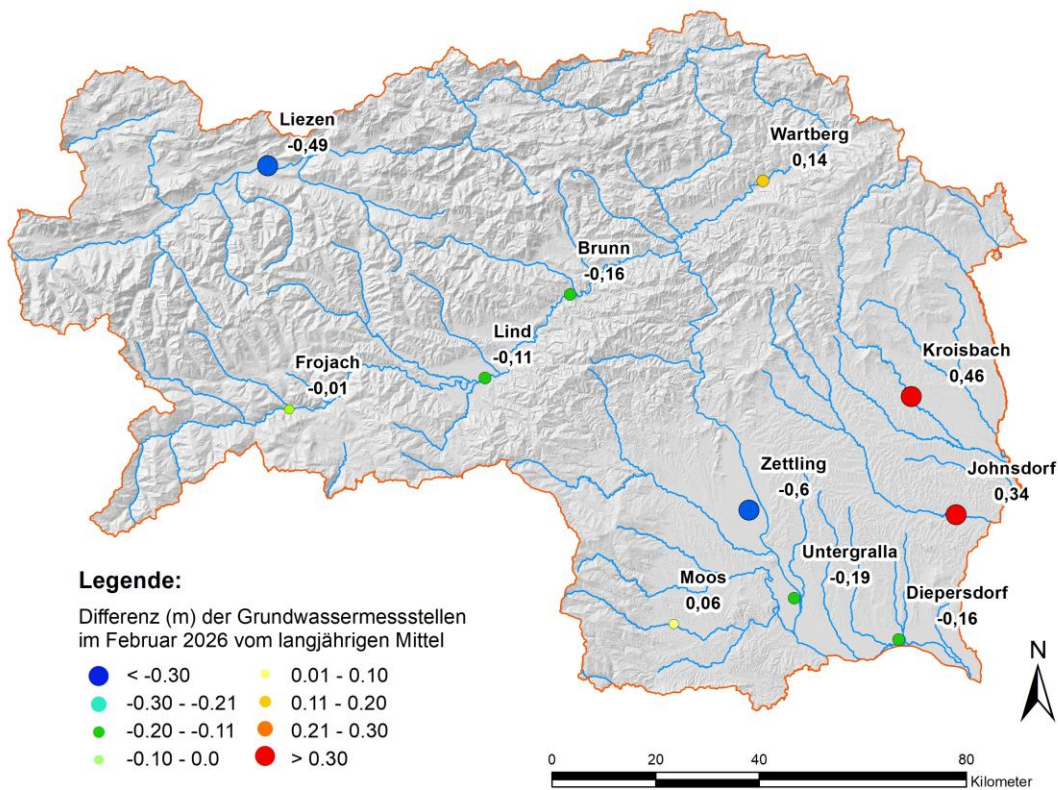 Liezen
-0,49
Wartberg
0,14
Brunn
-0,16
Lind
-0,11
Frojach
-0,01
Kroisbach
0,46
Johnsdorf
0,34
Zettling
-0,6
Untergralla
-0,19
Moos
0,06
Diepersdorf
-0,16
Legende:
Differenz (m) der Grundwassermessstellen
im Februar 2026 vom langjährigen Mittel
< -0.30
-0.30 - -0.21
-0.20 - -0.11
-0.10 - 0.0
0.01 - 0.10
0.11 - 0.20
0.21 - 0.30
> 0.30
N
0 20 40 80
Kilometer